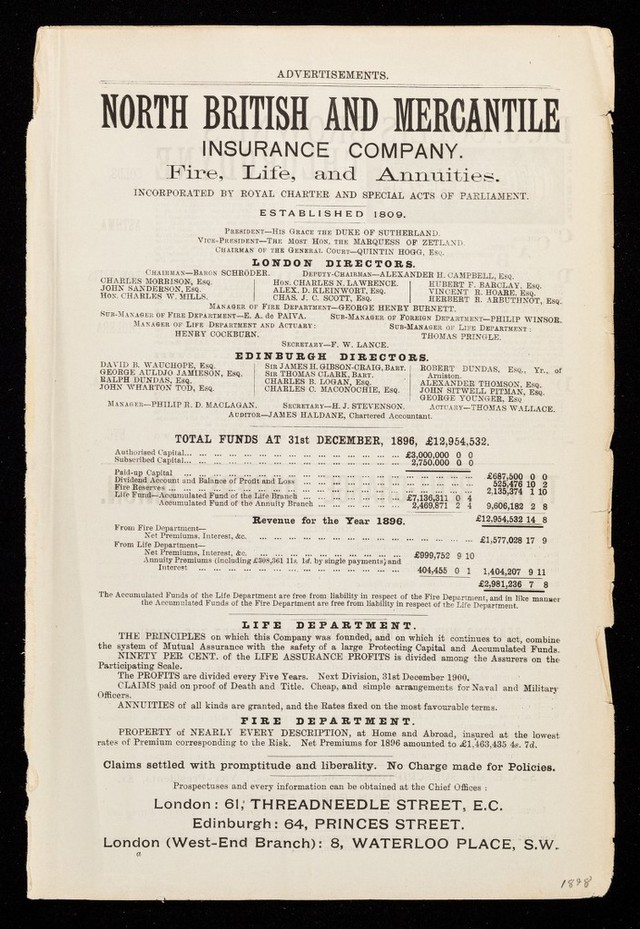 ADVERTISEMENTS.
NORTH BRITISH AND MERCANTILE
INSURANCE COMPANY.
Fire, Life, and Annuities.
INCORPORATED BY ROYAL CHARTER AND SPECIAL ACTS OF PARLIAMENT.
ESTABLISHED 1809.
PRESIDENT—HIS GRACE THE DUKE OF SUTHERLAND.
VICE-PRESIDENT—THE MOST HON. THE MARQUESS OF ZETLAND.
CHAIRMAN OF THE GENERAL COURT—QUINTIN HOGG, ESQ.
LONDON DIRECTORS.
CHAIRMAN—BARON SCHRÖDER. DEPUTY-CHAIRMAN—ALEXANDER H. CAMPBELL, ESQ.
CHARLES MORRISON, ESQ. HON. CHARLES N. LAWRENCE. HUBERT F. BARCLAY, ESQ.
JOHN SANDERSON, ESQ. ALEX. D. KLEINWORT, ESQ. VINCENT R. HOARE, ESQ.
HON. CHARLES W. MILLS. CHAS. J. C. SCOTT, ESQ. HERBERT R. ARBUTHNOT, ESQ.
MANAGER OF FIRE DEPARTMENT—GEORGE HENRY BURNETT.
SUB-MANAGER OF FIRE DEPARTMENT—E. A. de PAIVA. SUB-MANAGER OF FOREIGN DEPARTMENT—PHILIP WINSOR.
MANAGER OF LIFE DEPARTMENT AND ACTUARY: SUB-MANAGER OF LIFE DEPARTMENT:
HENRY COCKBURN. THOMAS PRINGLE.
SECRETARY—F. W. LANCE.
EDINBURGH DIRECTORS.
DAVID B. WAUCHOPE, ESQ. SIR JAMES H. GIBSON-CRAIG, BART. ROBERT DUNDAS, ESQ., Yr., of
GEORGE AULDJO JAMIESON, ESQ. SIR THOMAS CLARK, BART. Arniston.
RALPH DUNDAS, ESQ. CHARLES B. LOGAN, ESQ. ALEXANDER THOMSON, ESQ.
JOHN WHARTON TOD, ESQ. CHARLES C. MACONOCHIE, ESQ. JOHN SITWELL PITMAN, ESQ.
GEORGE YOUNGER, ESQ
MANAGER—PHILIP R. D. MACLAGAN. SECRETARY—H. J. STEVENSON. ACTUARY—THOMAS WALLACE.
AUDITOR—JAMES HALDANE, Chartered Accountant.
TOTAL FUNDS AT 31st DECEMBER, 1896, £12,954,532.
Authorised Capital... £3,000,000 0 0
Subscribed Capital... 2,750,000 0 0
Paid-up Capital ... £687,500 0 0
Dividend Account and Balance of Profit and Loss ... 525,476 10 2
Fire Reserves ... 2,135,374 1 10
Life Fund—Accumulated Fund of the Life Branch ... £7,136,311 0 4
Accumulated Fund of the Annuity Branch ... 2,469,871 2 4 9,606,182 2 8
£12,954,532 14 8
Revenue for the Year 1896.
From Fire Department—
Net Premiums, Interest, &c. ... £1,577,028 17 9
From Life Department—
Net Premiums, Interest, &c. ... £999,752 9 10
Annuity Premiums (including £308,361 11s. 1d. by single payments) and
Interest ... 404,455 0 1 1,404,207 9 11
£2,981,236 7 8
The Accumulated Funds of the Life Department are free from liability in respect of the Fire Department, and in like manner
the Accumulated Funds of the Fire Department are free from liability in respect of the Life Department.
LIFE DEPARTMENT.
THE PRINCIPLES on which this Company was founded, and on which it continues to act, combine
the system of Mutual Assurance with the safety of a large Protecting Capital and Accumulated Funds.
NINETY PER CENT. of the LIFE ASSURANCE PROFITS is divided among the Assurers on the
Participating Scale.
The PROFITS are divided every Five Years. Next Division, 31st December 1900.
CLAIMS paid on proof of Death and Title. Cheap, and simple arrangements for Naval and Military
Officers.
ANNUITIES of all kinds are granted, and the Rates fixed on the most favourable terms.
FIRE DEPARTMENT.
PROPERTY of NEARLY EVERY DESCRIPTION, at Home and Abroad, insured at the lowest
rates of Premium corresponding to the Risk. Net Premiums for 1896 amounted to £1,463,435 4s. 7d.
Claims settled with promptitude and liberality. No Charge made for Policies.
Prospectuses and every information can be obtained at the Chief Offices :
London: 61, THREADNEEDLE STREET, E.C.
Edinburgh: 64, PRINCES STREET.
London (West-End Branch): 8, WATERLOO PLACE, S.W.
a
1898